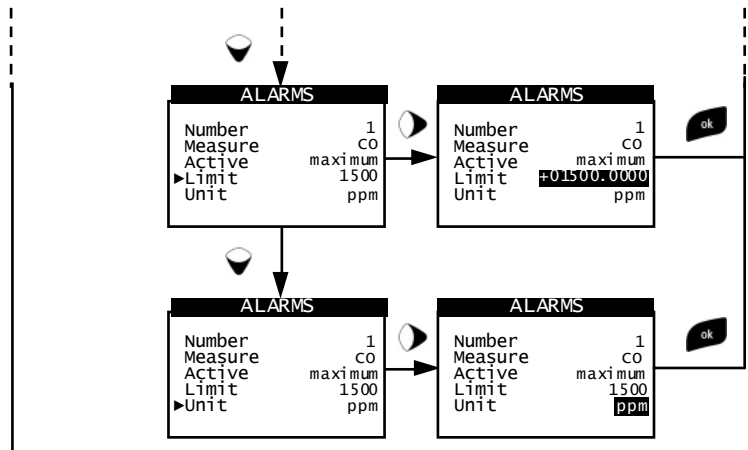 ALARMS
Number 1
Measure CO
Active maximum
►Limit 1500
Unit ppm
ALARMS
Number 1
Measure CO
Active maximum
Limit +01500.0000
Unit ppm
ok
ALARMS
Number 1
Measure CO
Active maximum
Limit 1500
►Unit ppm
ALARMS
Number 1
Measure CO
Active maximum
Limit 1500
Unit ppm
ok